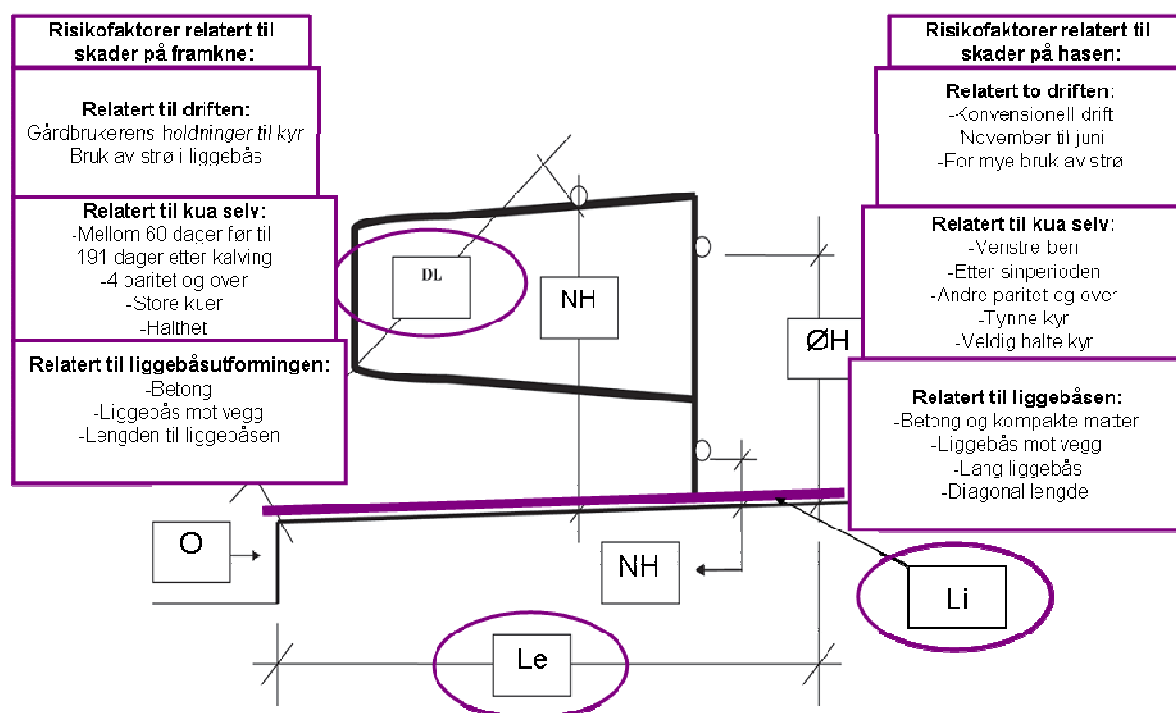 Risikofaktorer relatert til
skader på framkne:
Relatert til driften:
Gårdbrukerens holdninger til kyr
Bruk av strø i liggebås
Relatert til kua selv:
-Mellom 60 dager før til
191 dager etter kalving
-4 paritet og over
-Store kuer
-Halthet
Relatert til liggebåsutformingen:
-Betong
-Liggebås mot vegg
-Lengden til liggebåsen
DL
NH
ØH
O
NH
Le
Li
Risikofaktorer relatert til
skader på hasen:
Relatert to driften:
-Konvensionell drift
November til juni
-For mye bruk av strø
Relatert til kua selv:
-Venstre ben
-Etter sinperioden
-Andre paritet og over
-Tynne kyr
-Veldig halte kyr
Relatert til liggebåsen:
-Betong og kompakte matter
-Liggebås mot vegg
-Lang liggebås
-Diagonal lengde